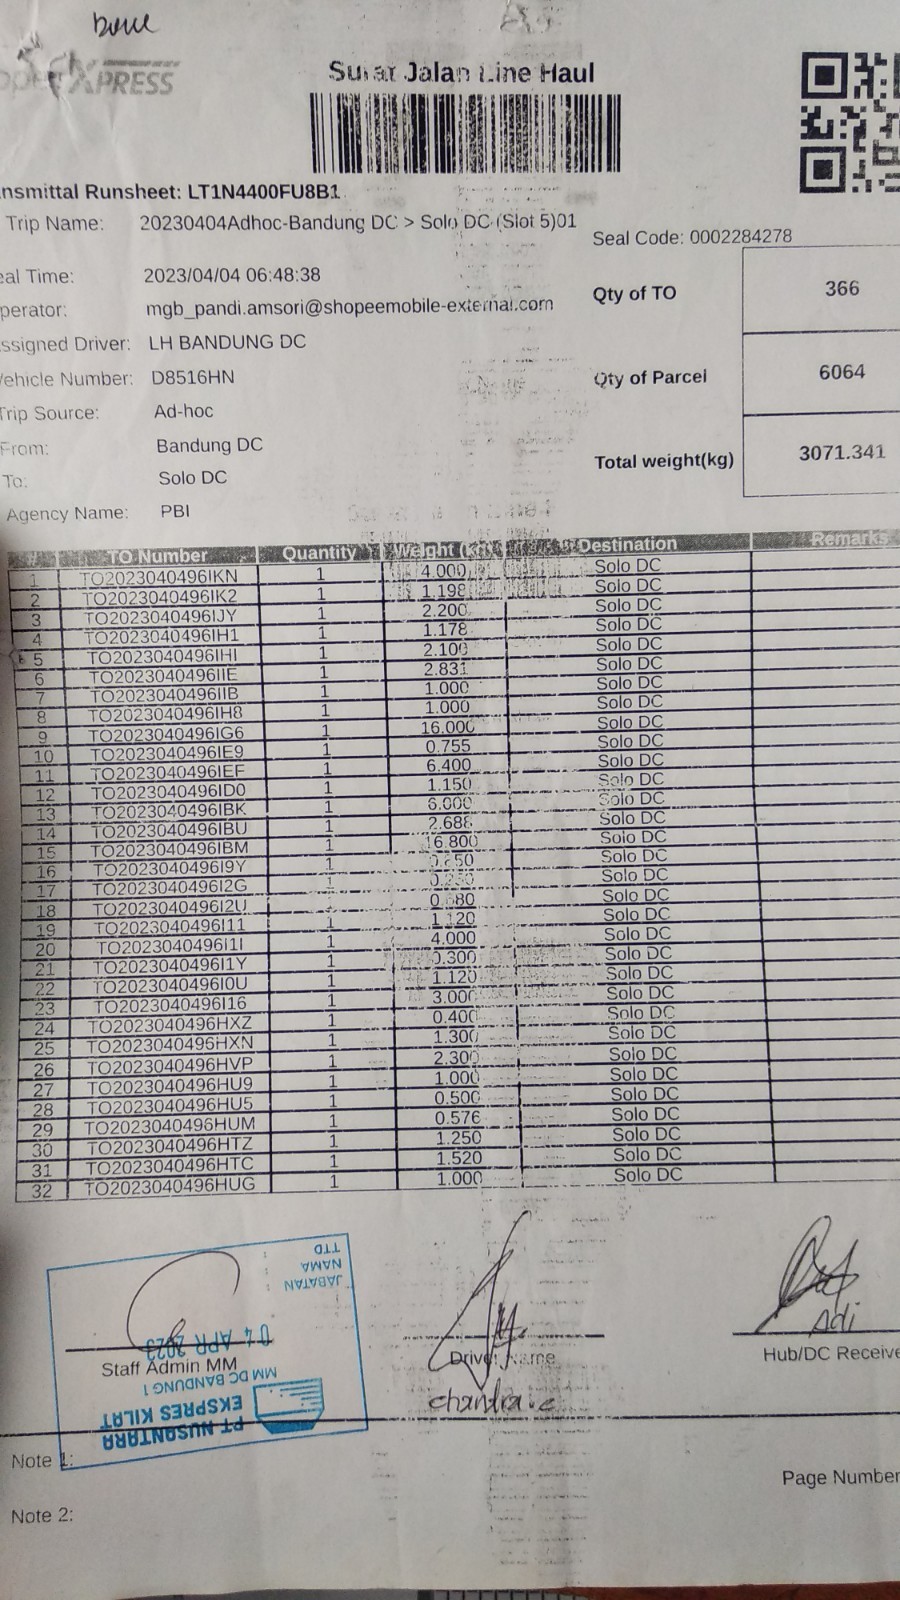 XPRESS
Surat Jalan Line Haul
nsmittal Runsheet: LT1N4400FU8B1
Trip Name: 20230404Adhoc-Bandung DC > Solo DC (Slot 5)01
Seal Code: 0002284278
eal Time: 2023/04/04 06:48:38
perator: mgb_pandi.amsori@shopeemobile-external.com
Qty of TO 366
ssigned Driver: LH BANDUNG DC
Vehicle Number: D8516HN
Qty of Parcel 6064
Trip Source: Ad-hoc
From: Bandung DC
Total weight(kg) 3071.341
To: Solo DC
Agency Name: PBI
# TO Number Quantity Weight Destination Remarks
1 TO2023040496IKN 1 4.000 Solo DC
2 TO2023040496IK2 1 1.198 Solo DC
3 TO2023040496IJY 1 2.200 Solo DC
4 TO2023040496IH1 1 1.178 Solo DC
5 TO2023040496IHI 1 2.100 Solo DC
6 TO2023040496IIE 1 2.831 Solo DC
7 TO2023040496IIB 1 1.000 Solo DC
8 TO2023040496IH8 1 1.000 Solo DC
9 TO2023040496IG6 1 16.000 Solo DC
10 TO2023040496IE9 1 0.755 Solo DC
11 TO2023040496IEF 1 6.400 Solo DC
12 TO2023040496ID0 1 1.150 Solo DC
13 TO2023040496IBK 1 6.000 Solo DC
14 TO2023040496IBU 1 2.688 Solo DC
15 TO2023040496IBM 1 16.800 Solo DC
16 TO2023040496I9Y 1 Solo DC
17 TO2023040496I2G 1 Solo DC
18 TO2023040496I2U 1 Solo DC
19 TO2023040496I11 1 1.120 Solo DC
20 TO2023040496I1I 1 4.000 Solo DC
21 TO2023040496I1Y 1 0.300 Solo DC
22 TO2023040496I0U 1 1.120 Solo DC
23 TO2023040496I16 1 3.000 Solo DC
24 TO2023040496HXZ 1 0.400 Solo DC
25 TO2023040496HXN 1 1.300 Solo DC
26 TO2023040496HVP 1 2.300 Solo DC
27 TO2023040496HU9 1 1.000 Solo DC
28 TO2023040496HU5 1 0.500 Solo DC
29 TO2023040496HUM 1 0.576 Solo DC
30 TO2023040496HTZ 1 1.250 Solo DC
31 TO2023040496HTC 1 1.520 Solo DC
32 TO2023040496HUG 1 1.000 Solo DC
TTD
NAMA
JABATAN
04 APR 2023
Adi
Staff Admin MM
Driver Name
Hub/DC Receive
MM DC BANDUNG 1
chandra
EKSPRES KILAT
PT NUSANTARA
Note 1:
Page Number
Note 2: